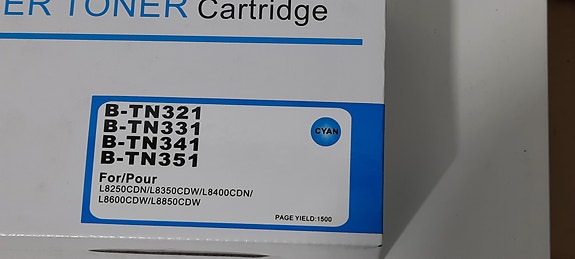 ER TONER Cartridge
B-TN321
B-TN331
B-TN341
B-TN351
CYAN
For/Pour
L8250CDN/L8350CDW/L8400CDN/
L8600CDW/L8850CDW
PAGE YIELD:1500